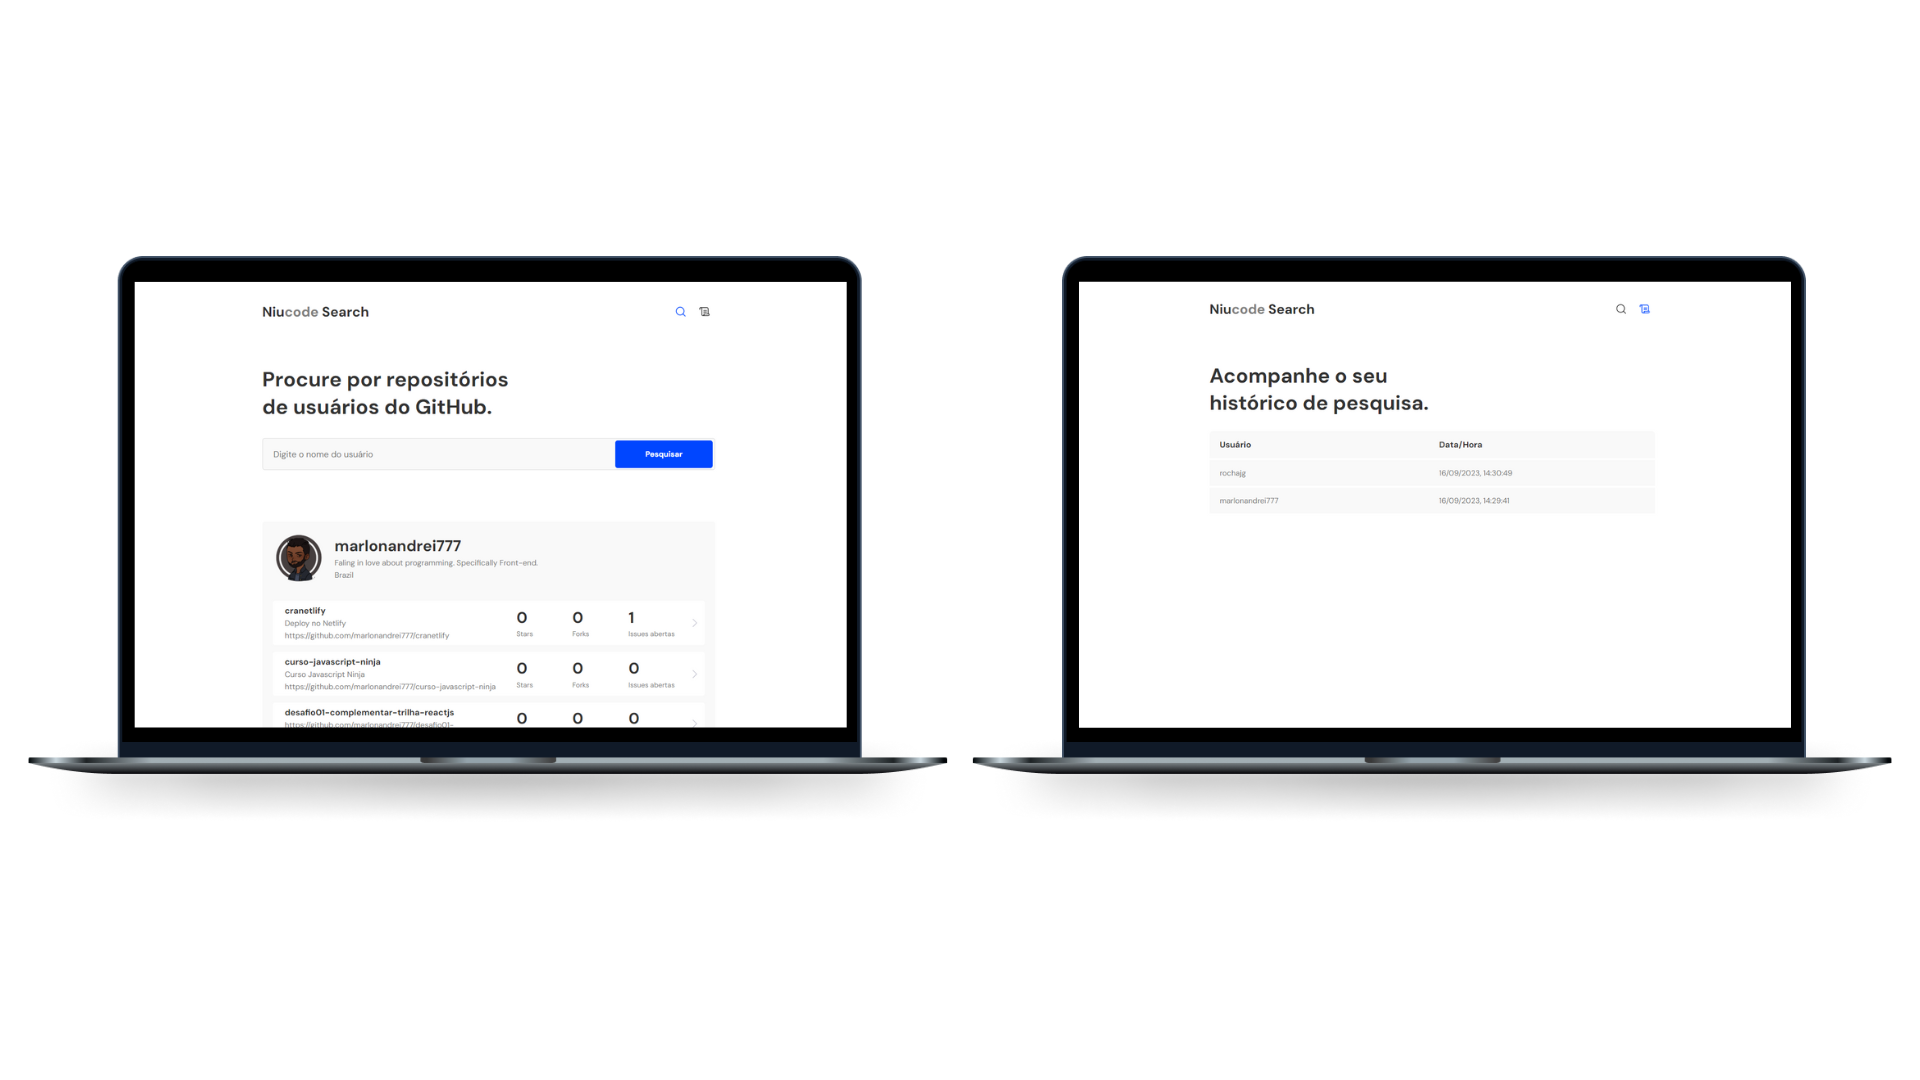 Niucode Search
Procure por repositórios
de usuários do GitHub.
Digite o nome do usuário
Pesquisar
marlonandrei777
Faling in love about programming. Specifically Front-end.
Brazil
cranetlify
Deploy no Netlify
https://github.com/marlonandrei777/cranetlify
0 0 1
Stars Forks Issues abertas
curso-javascript-ninja
Curso Javascript Ninja
https://github.com/marlonandrei777/curso-javascript-ninja
0 0 0
Stars Forks Issues abertas
desafio01-complementar-trilha-reactjs
https://github.com/marlonandrei777/desafio01-
0 0 0
Niucode Search
Acompanhe o seu
histórico de pesquisa.
Usuário Data/Hora
rochajg 16/09/2023, 14:30:49
marlonandrei777 16/09/2023, 14:29:41